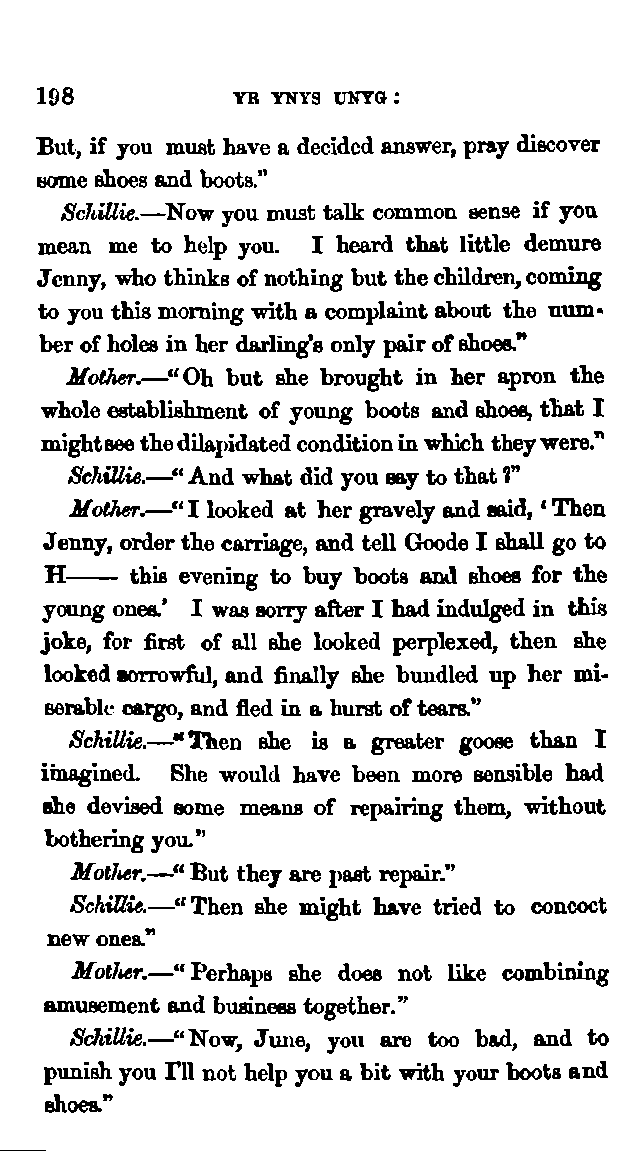 198 YR YNYS UNYG:
But, if you must have a decided answer, pray discover
some shoes and boots."
Schillie.—Now you must talk common sense if you
mean me to help you. I heard that little demure
Jenny, who thinks of nothing but the children, coming
to you this morning with a complaint about the num-
ber of holes in her darling's only pair of shoes."
Mother.—"Oh but she brought in her apron the
whole establishment of young boots and shoes, that I
might see the dilapidated condition in which they were."
Schillie.—"And what did you say to that?"
Mother.—"I looked at her gravely and said, 'Then
Jenny, order the carriage, and tell Goode I shall go to
H—— this evening to buy boots and shoes for the
young ones.' I was sorry after I had indulged in this
joke, for first of all she looked perplexed, then she
looked sorrowful, and finally she bundled up her mi-
serable cargo, and fled in a burst of tears."
Schillie.—"Then she is a greater goose than I
imagined. She would have been more sensible had
she devised some means of repairing them, without
bothering you."
Mother.—"But they are past repair."
Schillie.—"Then she might have tried to concoct
new ones."
Mother.—"Perhaps she does not like combining
amusement and business together."
Schillie.—"Now, June, you are too bad, and to
punish you I'll not help you a bit with your boots and
shoes."